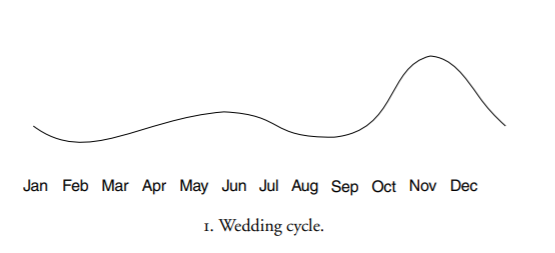 Jan Feb Mar Apr May Jun Jul Aug Sep Oct Nov Dec
1. Wedding cycle.